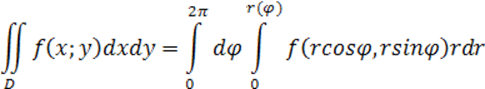 ∬_D f(x; y)dxdy = ∫_0^{2π} dφ ∫_0^{r(φ)} f(rcosφ,rsinφ)rdr